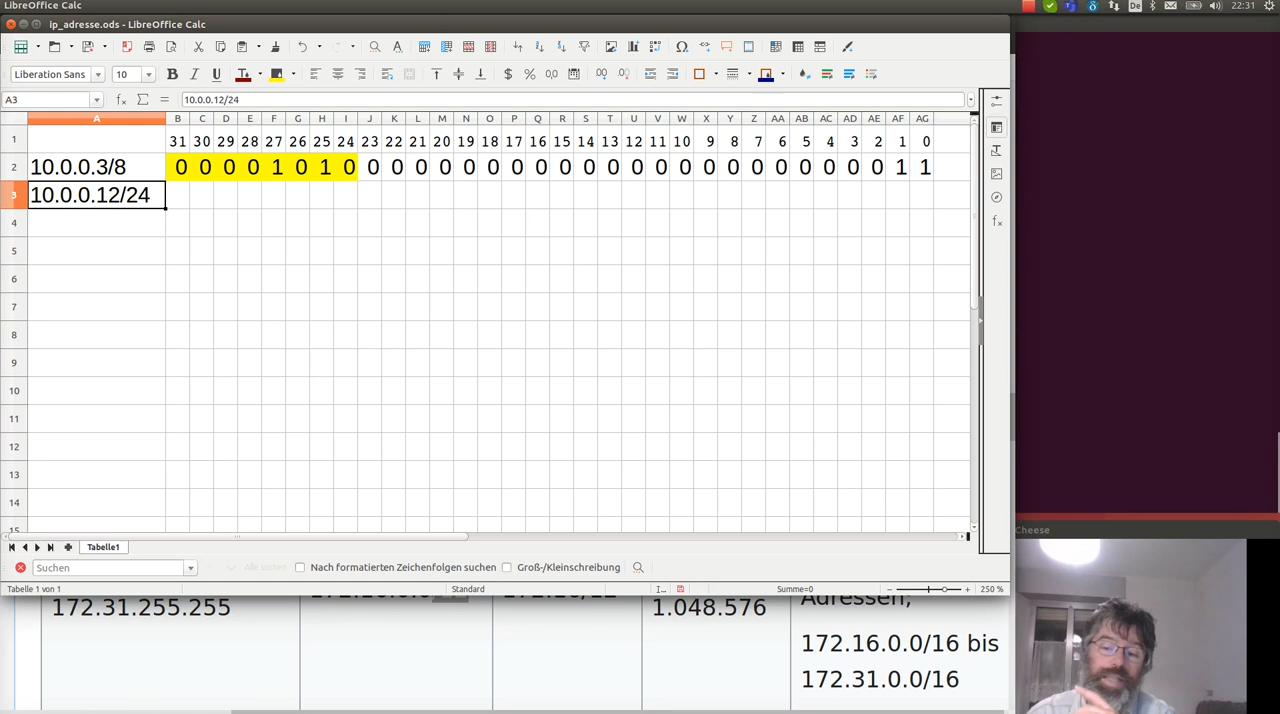 LibreOffice Calc
De
22:31
ip_adresse.ods - LibreOffice Calc
Liberation Sans
10
A3
10.0.0.12/24
A B C D E F G H I J K L M N O P Q R S T U V W X Y Z AA AB AC AD AE AF AG
1 31 30 29 28 27 26 25 24 23 22 21 20 19 18 17 16 15 14 13 12 11 10 9 8 7 6 5 4 3 2 1 0
2 10.0.0.3/8 0 0 0 0 1 0 1 0 0 0 0 0 0 0 0 0 0 0 0 0 0 0 0 0 0 0 0 0 0 0 1 1
3 10.0.0.12/24
4
5
6
7
8
9
10
11
12
13
14
15
Tabelle1
Suchen
Alle suchen
Nach formatierten Zeichenfolgen suchen
Groß-/Kleinschreibung
Tabelle 1 von 1
Standard
Summe=0
250 %
Cheese
172.31.255.255
1.048.576
Adressen;
172.16.0.0/16 bis
172.31.0.0/16